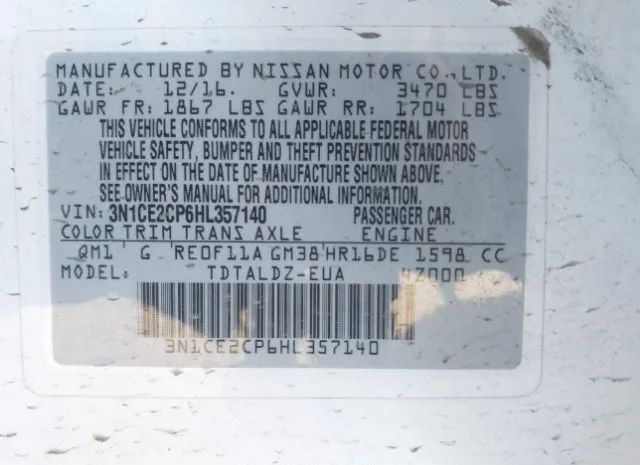 MANUFACTURED BY NISSAN MOTOR CO.,LTD.
DATE: 12/16. GVWR: 3470 LBS
GAWR FR: 1867 LBS GAWR RR: 1704 LBS
THIS VEHICLE CONFORMS TO ALL APPLICABLE FEDERAL MOTOR
VEHICLE SAFETY, BUMPER AND THEFT PREVENTION STANDARDS
IN EFFECT ON THE DATE OF MANUFACTURE SHOWN ABOVE.
SEE OWNER'S MANUAL FOR ADDITIONAL INFORMATION.
VIN: 3N1CE2CP6HL357140 PASSENGER CAR.
COLOR TRIM TRANS AXLE ENGINE
QM1 G RE0F11A GM38 HR16DE 1598 CC
MODEL: TDTALDZ-EUA 4Z000
3N1CE2CP6HL357140